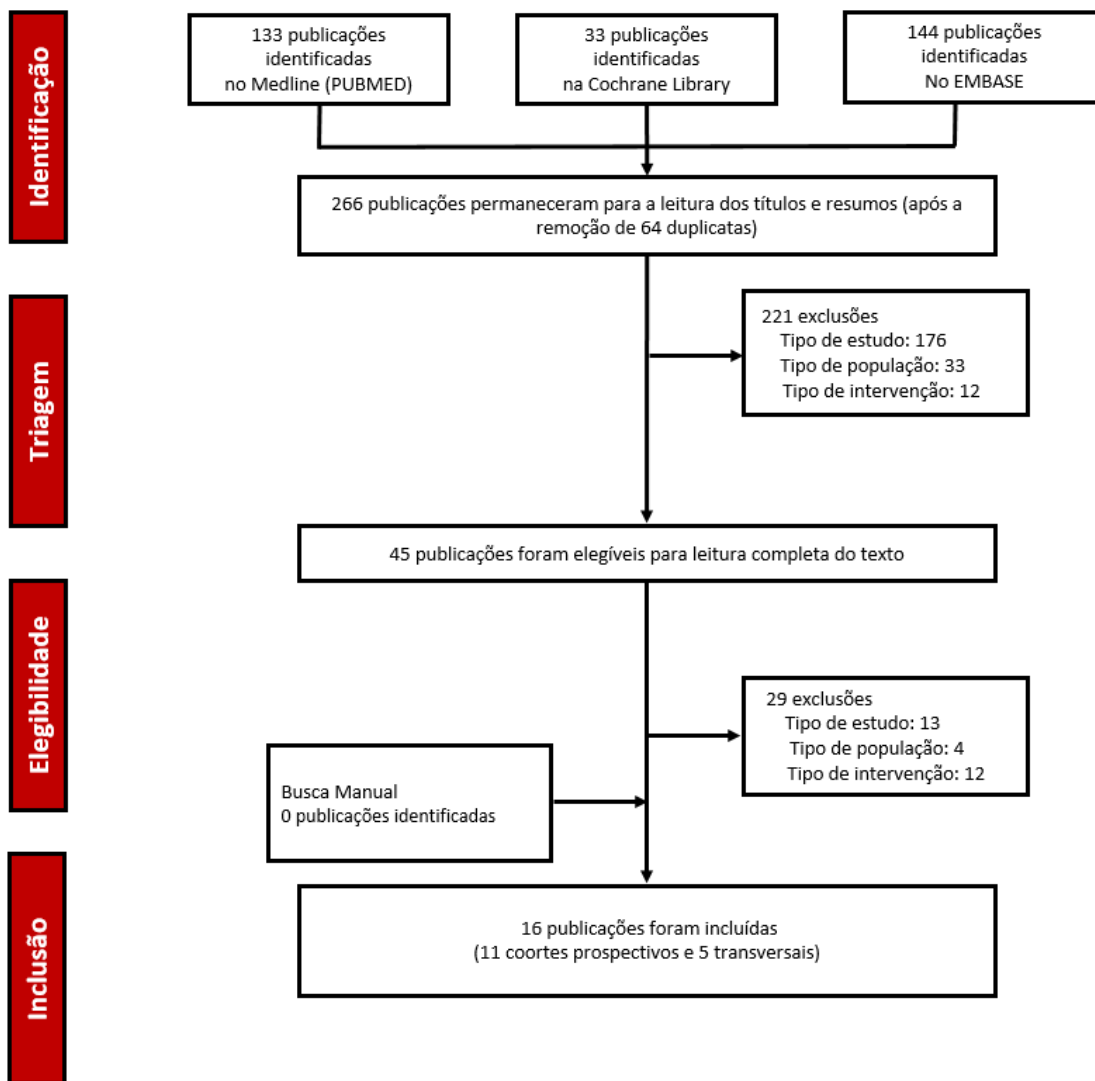 Identificação
133 publicações
identificadas
no Medline (PUBMED)
33 publicações
identificadas
na Cochrane Library
144 publicações
identificadas
No EMBASE
266 publicações permaneceram para a leitura dos títulos e resumos (após a
remoção de 64 duplicatas)
Triagem
221 exclusões
Tipo de estudo: 176
Tipo de população: 33
Tipo de intervenção: 12
45 publicações foram elegíveis para leitura completa do texto
Elegibilidade
29 exclusões
Tipo de estudo: 13
Tipo de população: 4
Tipo de intervenção: 12
Busca Manual
0 publicações identificadas
Inclusão
16 publicações foram incluídas
(11 coortes prospectivos e 5 transversais)